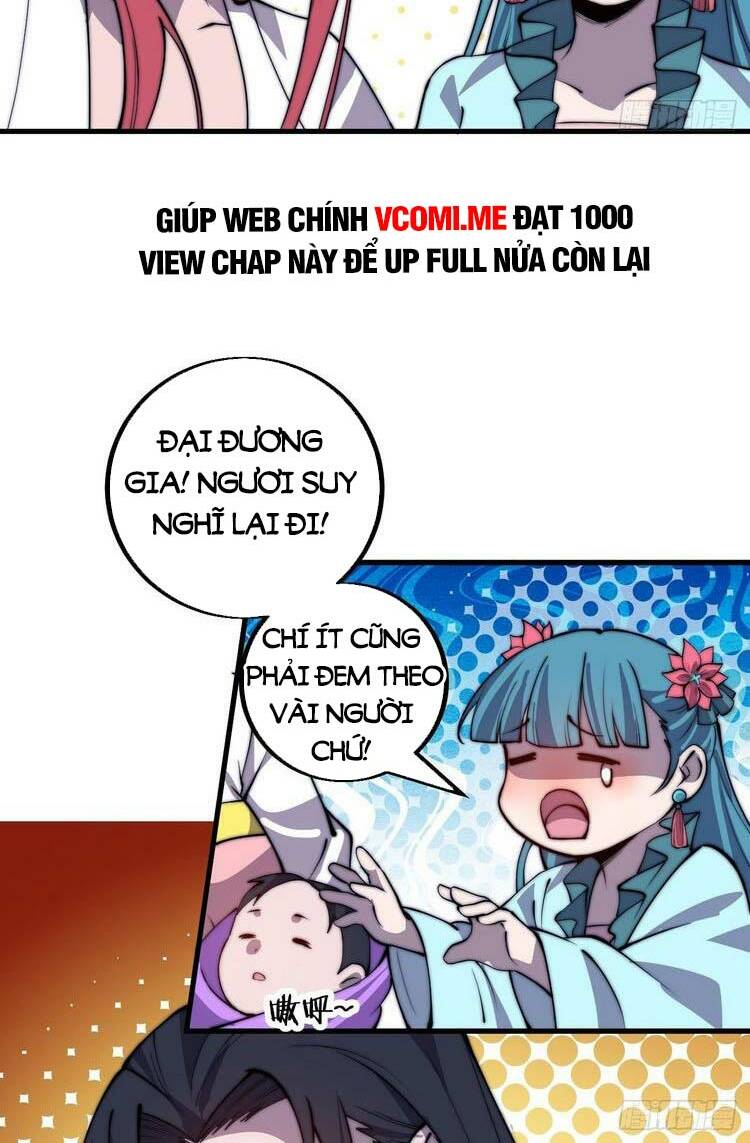 GIÚP WEB CHÍNH VCOMI.ME ĐẠT 1000
VIEW CHAP NÀY ĐỂ UP FULL NỬA CÒN LẠI
ĐẠI ĐƯƠNG
GIA! NGƯƠI SUY
NGHĨ LẠI ĐI!
CHÍ ÍT CŨNG
PHẢI ĐEM THEO
VÀI NGƯỜI
CHỨ!
嗷呼~